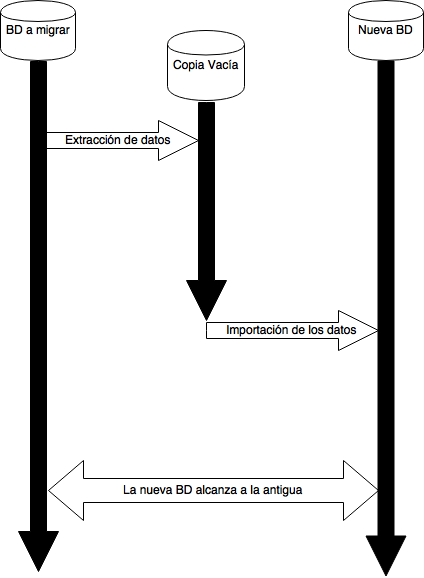 BD a migrar
Nueva BD
Copia Vacía
Extracción de datos
Importación de los datos
La nueva BD alcanza a la antigua